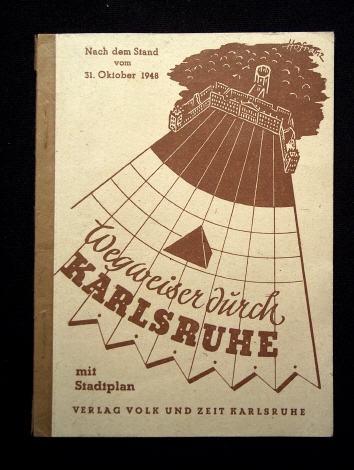 Nach dem Stand
vom
31. Oktober 1948
Wegweiser durch
KARLSRUHE
mit
Stadtplan
VERLAG VOLK UND ZEIT KARLSRUHE